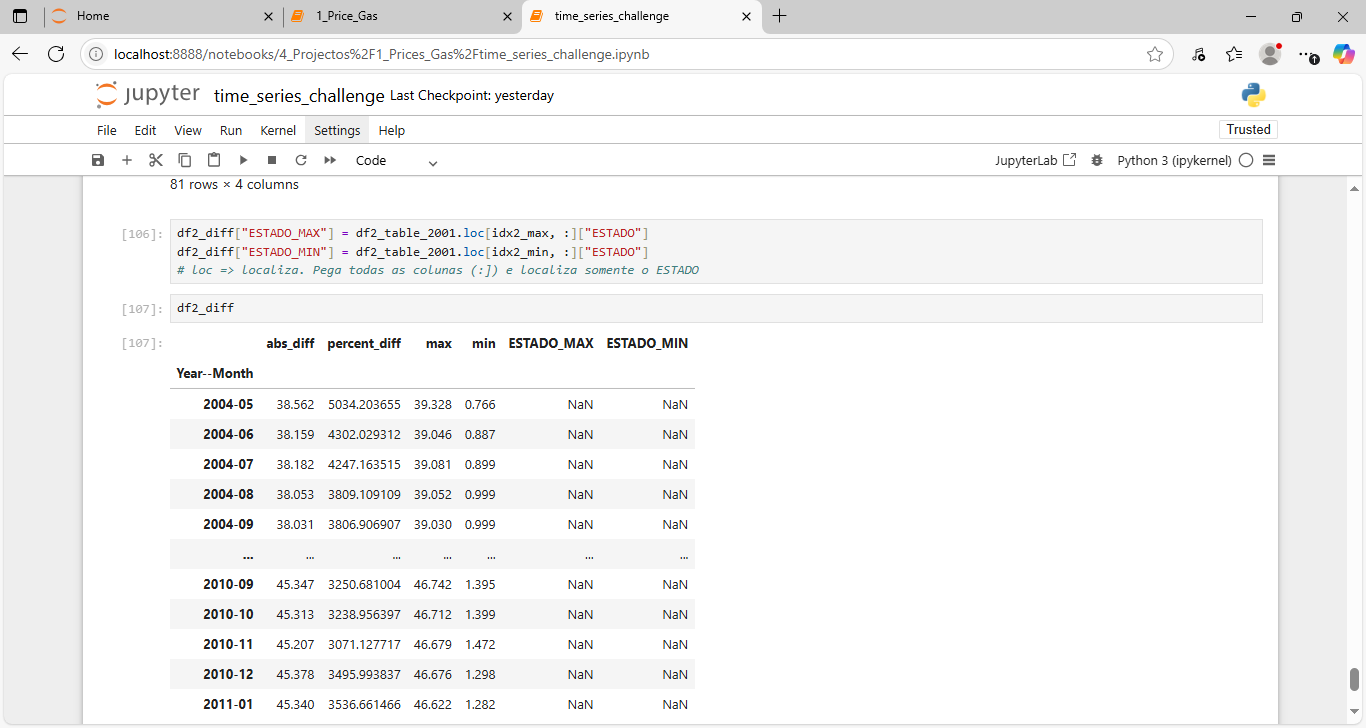 Home
1_Price_Gas
time_series_challenge
localhost:8888/notebooks/4_Projectos%2F1_Prices_Gas%2Ftime_series_challenge.ipynb
jupyter time_series_challenge Last Checkpoint: yesterday
File Edit View Run Kernel Settings Help
Trusted
Code
JupyterLab Python 3 (ipykernel)
81 rows × 4 columns
[106]: df2_diff["ESTADO_MAX"] = df2_table_2001.loc[idx2_max, :]["ESTADO"]
df2_diff["ESTADO_MIN"] = df2_table_2001.loc[idx2_min, :]["ESTADO"]
# loc => localiza. Pega todas as colunas (:]) e localiza somente o ESTADO
[107]: df2_diff
[107]: abs_diff percent_diff max min ESTADO_MAX ESTADO_MIN
Year--Month
2004-05 38.562 5034.203655 39.328 0.766 NaN NaN
2004-06 38.159 4302.029312 39.046 0.887 NaN NaN
2004-07 38.182 4247.163515 39.081 0.899 NaN NaN
2004-08 38.053 3809.109109 39.052 0.999 NaN NaN
2004-09 38.031 3806.906907 39.030 0.999 NaN NaN
... ... ... ... ... ... ...
2010-09 45.347 3250.681004 46.742 1.395 NaN NaN
2010-10 45.313 3238.956397 46.712 1.399 NaN NaN
2010-11 45.207 3071.127717 46.679 1.472 NaN NaN
2010-12 45.378 3495.993837 46.676 1.298 NaN NaN
2011-01 45.340 3536.661466 46.622 1.282 NaN NaN